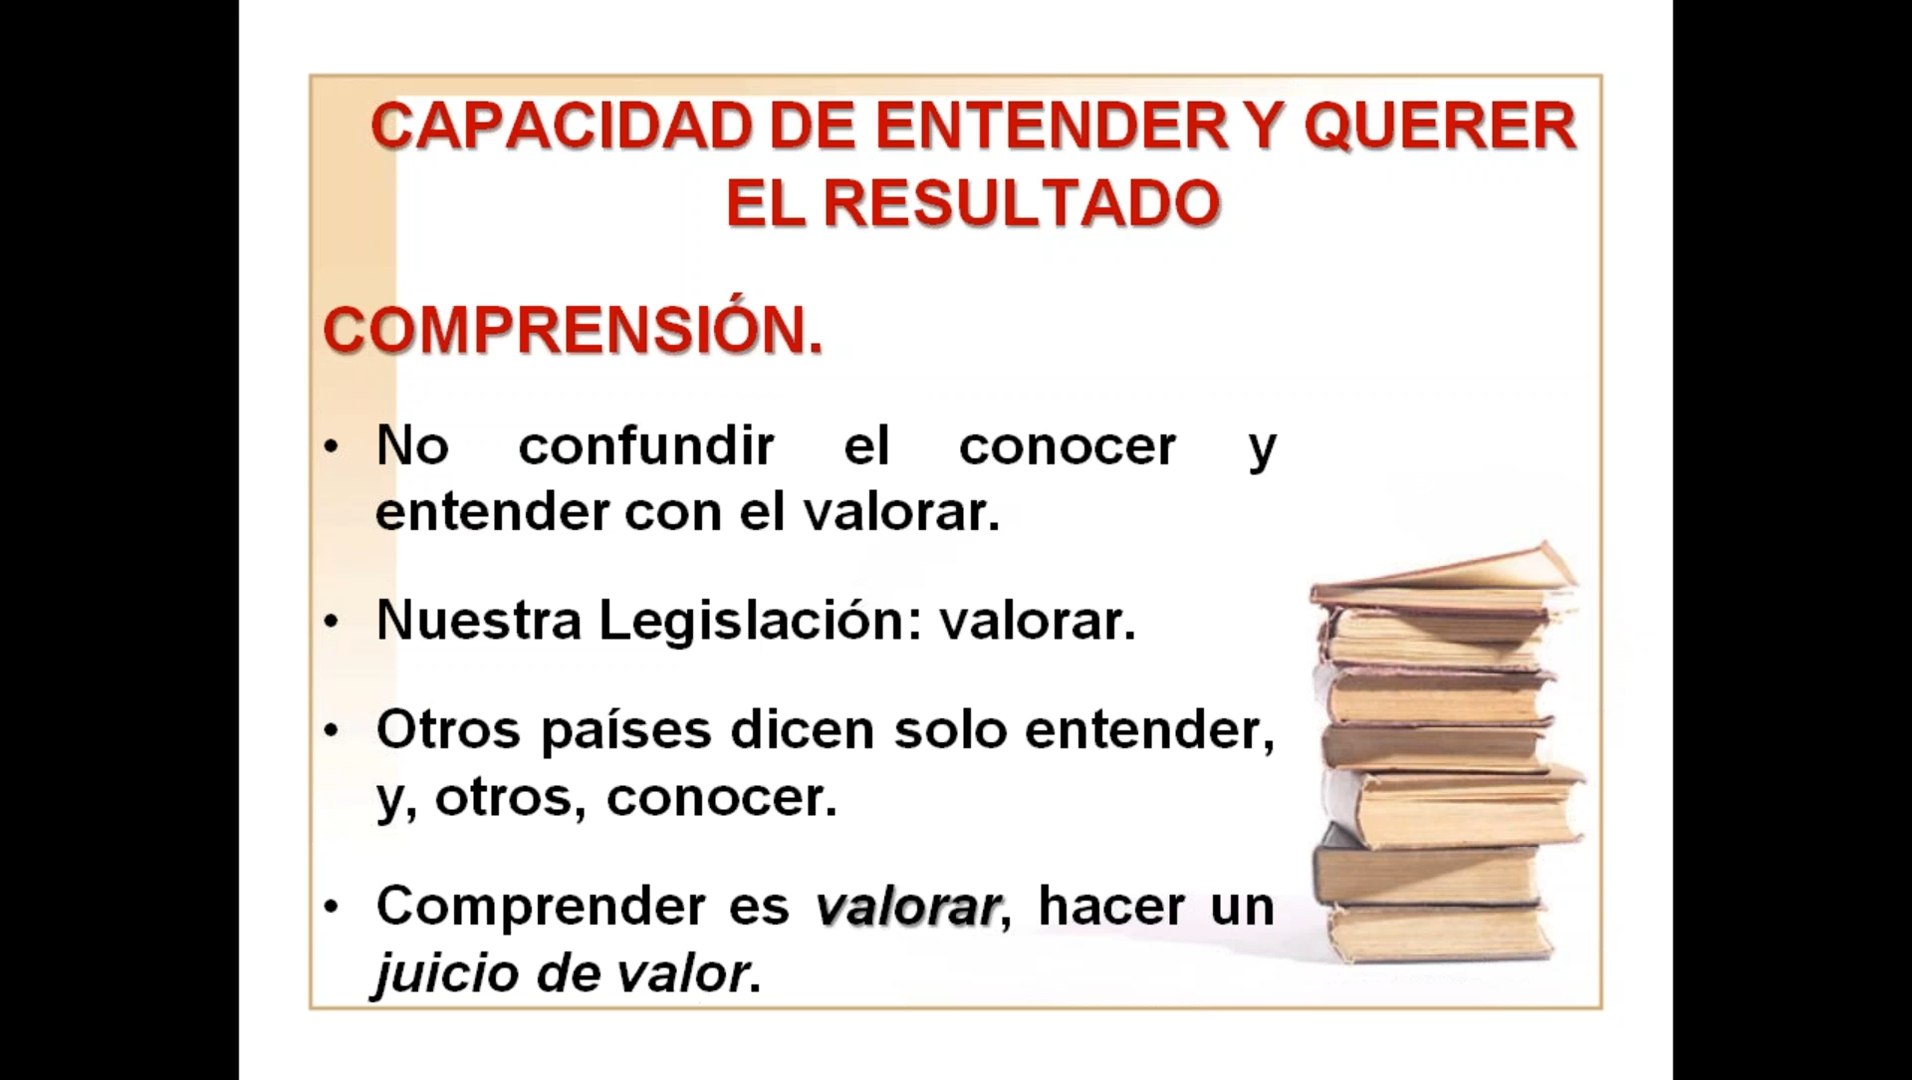 CAPACIDAD DE ENTENDER Y QUERER
EL RESULTADO
COMPRENSIÓN.
• No confundir el conocer y
entender con el valorar.
• Nuestra Legislación: valorar.
• Otros países dicen solo entender,
y, otros, conocer.
• Comprender es valorar, hacer un
juicio de valor.